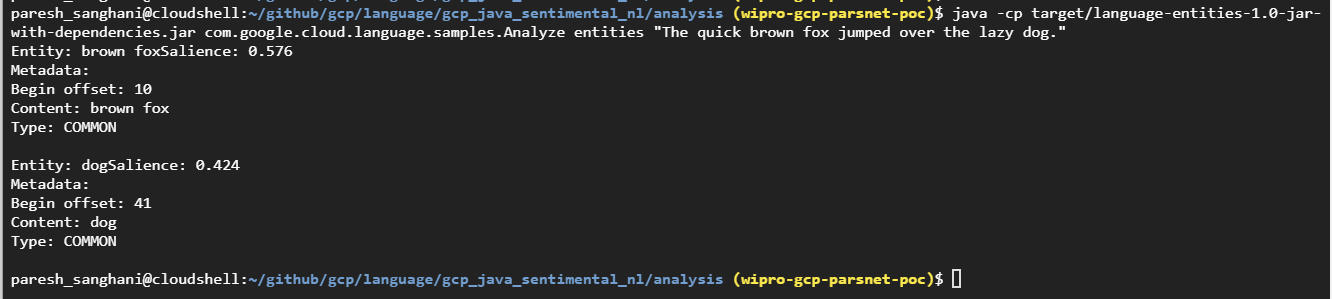 paresh_sanghani@cloudshell:~/github/gcp/language/gcp_java_sentimental_nl/analysis (wipro-gcp-parsnet-poc)$ java -cp target/language-entities-1.0-jar-
with-dependencies.jar com.google.cloud.language.samples.Analyze entities "The quick brown fox jumped over the lazy dog."
Entity: brown foxSalience: 0.576
Metadata:
Begin offset: 10
Content: brown fox
Type: COMMON

Entity: dogSalience: 0.424
Metadata:
Begin offset: 41
Content: dog
Type: COMMON

paresh_sanghani@cloudshell:~/github/gcp/language/gcp_java_sentimental_nl/analysis (wipro-gcp-parsnet-poc)$